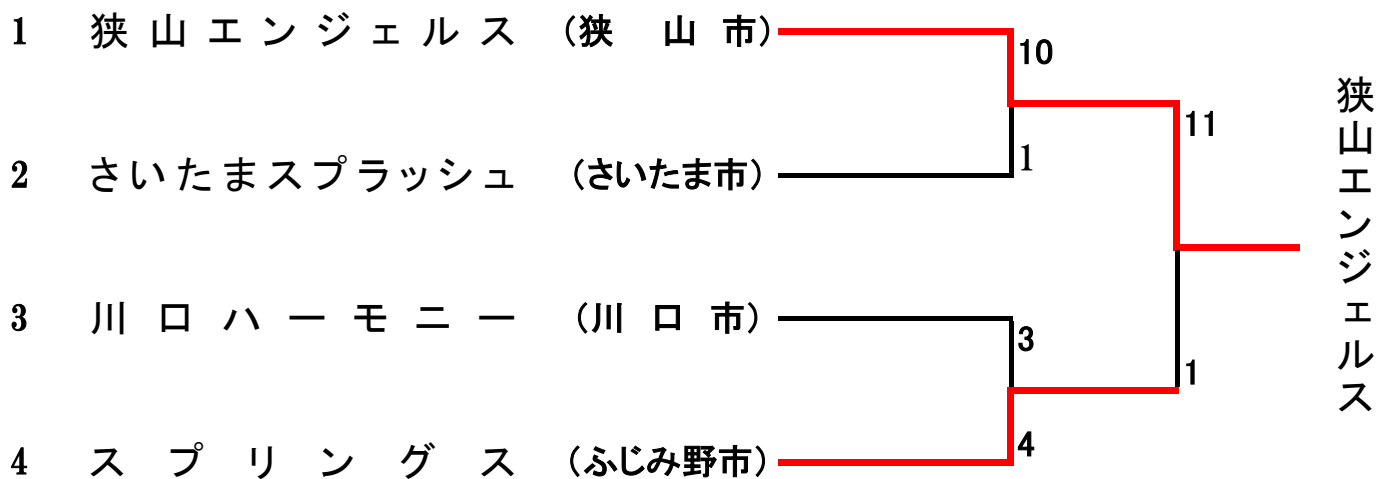 1 狭山エンジェルス （狭山市）
10
11
2 さいたまスプラッシュ （さいたま市）
1
狭山エンジェルス
3 川口ハーモニー （川口市）
3
1
4 スプリングス （ふじみ野市）
4